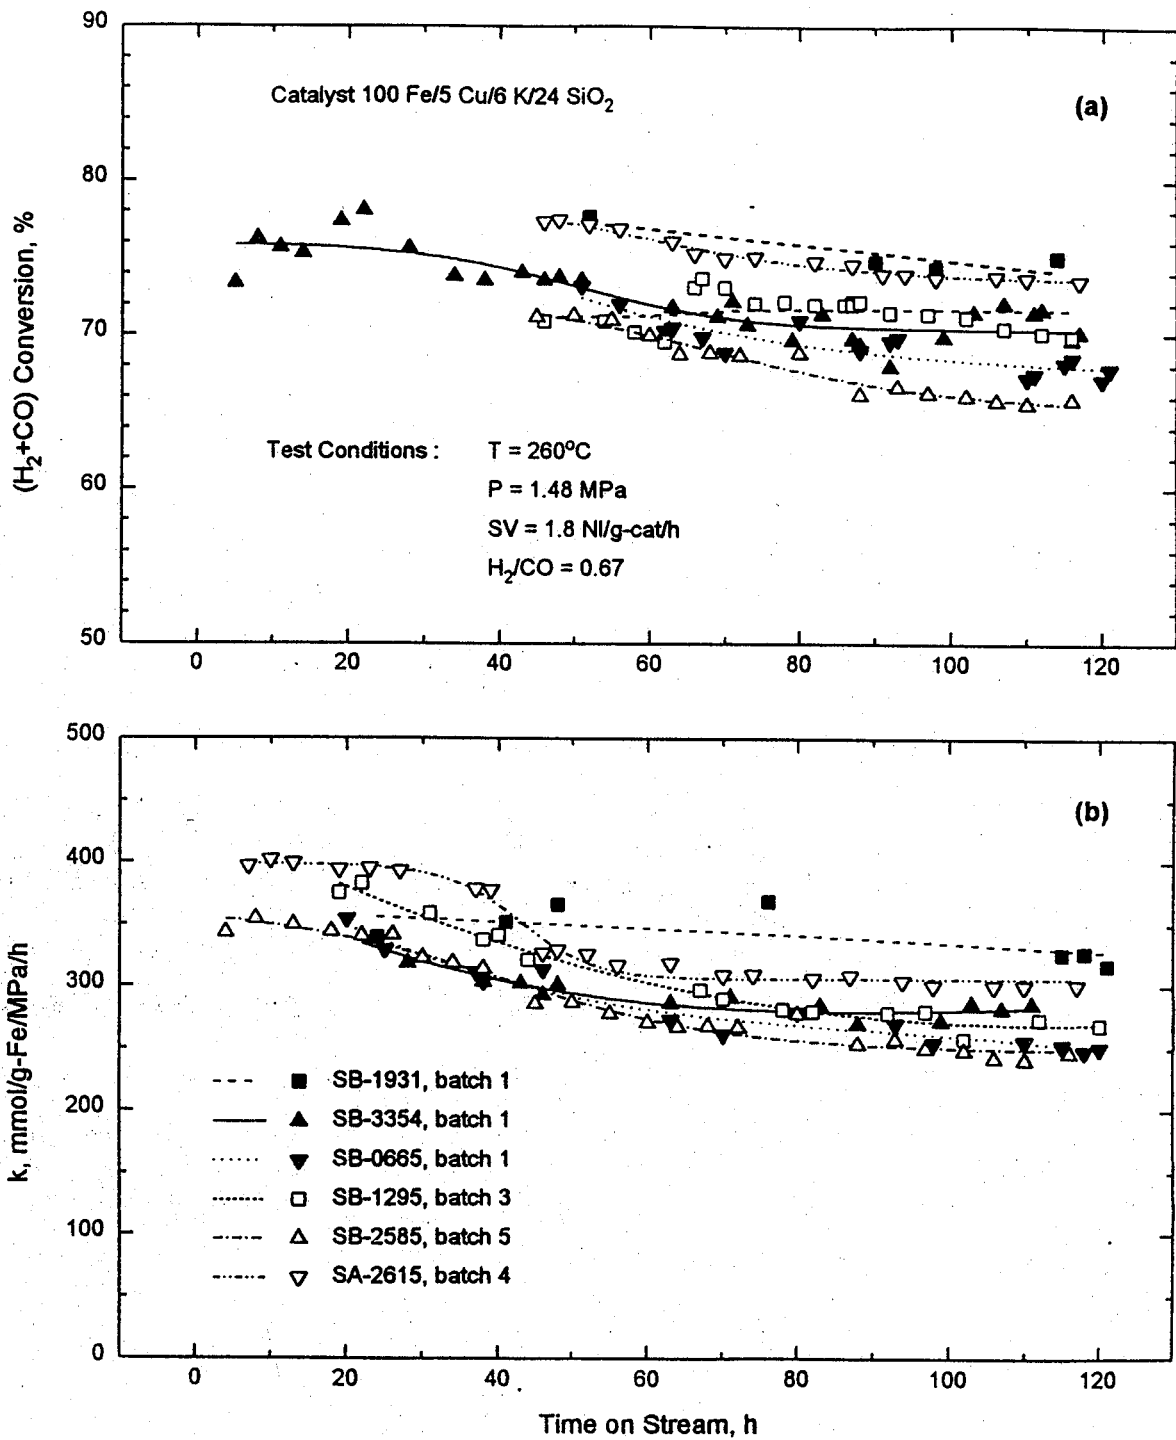 90
Catalyst 100 Fe/5 Cu/6 K/24 SiO₂
(a)
80
(H₂+CO) Conversion, %
70
Test Conditions :
T = 260°C
60
P = 1.48 MPa
SV = 1.8 Nl/g-cat/h
H₂/CO = 0.67
50
0 20 40 60 80 100 120
500
(b)
400
k, mmol/g-Fe/MPa/h
300
200
100
0
SB-1931, batch 1
SB-3354, batch 1
SB-0665, batch 1
SB-1295, batch 3
SB-2585, batch 5
SA-2615, batch 4
0 20 40 60 80 100 120
Time on Stream, h